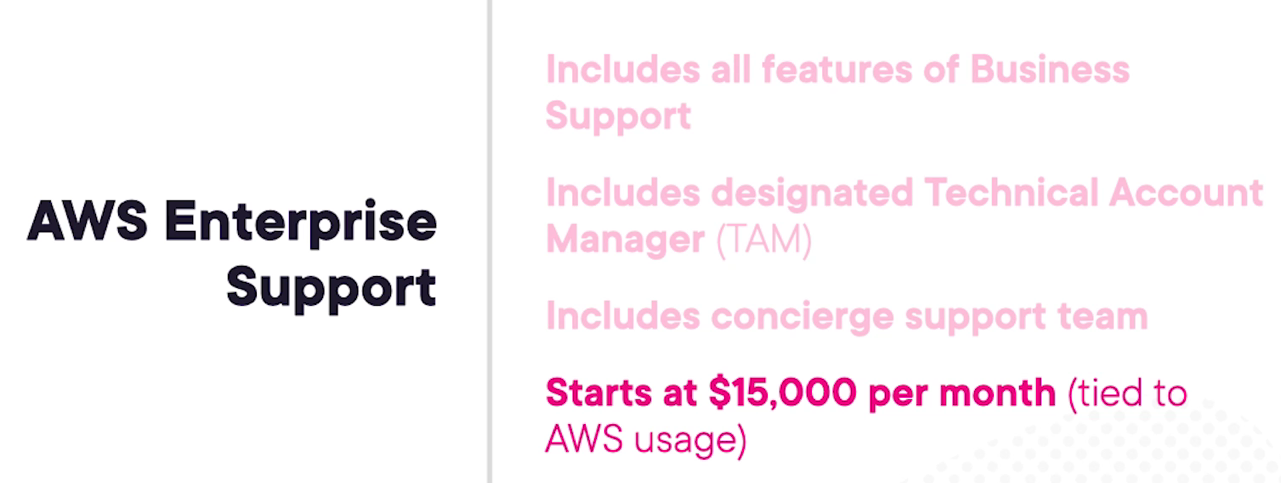 AWS Enterprise
Support
Includes all features of Business
Support
Includes designated Technical Account
Manager (TAM)
Includes concierge support team
Starts at $15,000 per month (tied to
AWS usage)